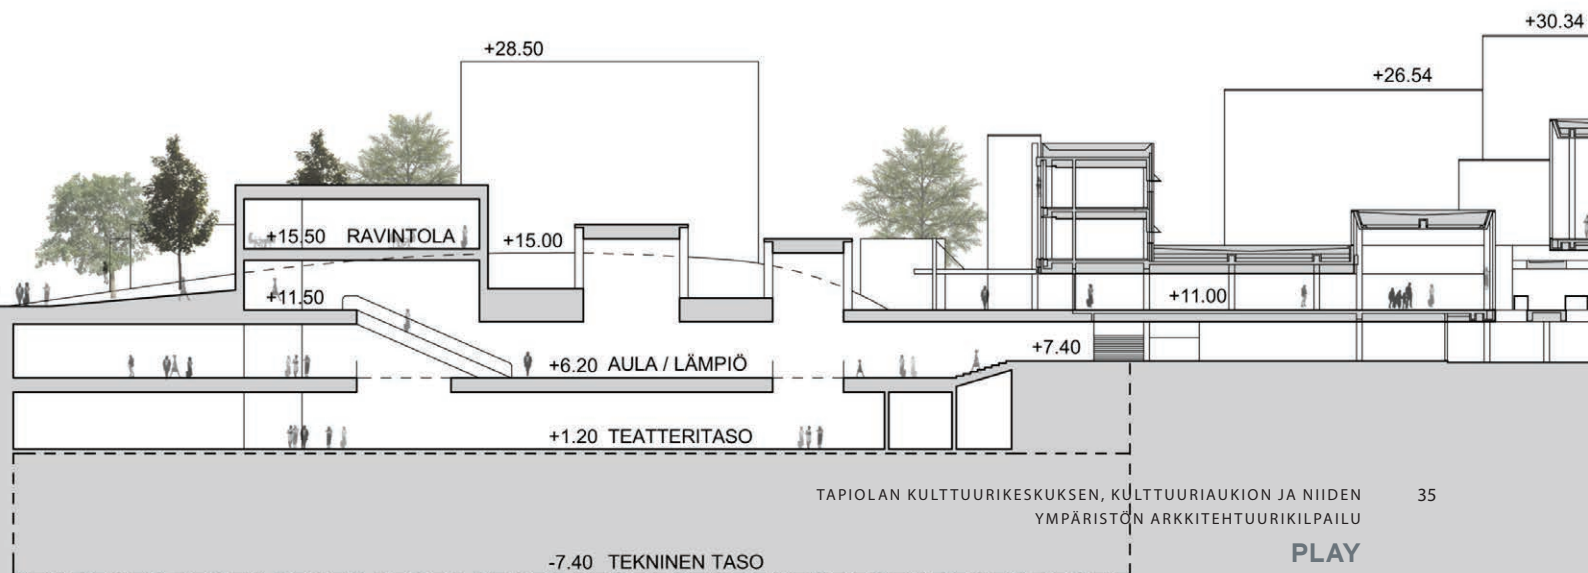 +30.34
+28.50
+26.54
+15.50 RAVINTOLA
+15.00
+11.50
+11.00
+7.40
+6.20 AULA / LÄMPIÖ
+1.20 TEATTERITASO
TAPIOLAN KULTTUURIKESKUKSEN, KULTTUURIAUKION JA NIIDEN 35
YMPÄRISTÖN ARKKITEHTUURIKILPAILU
PLAY
-7.40 TEKNINEN TASO